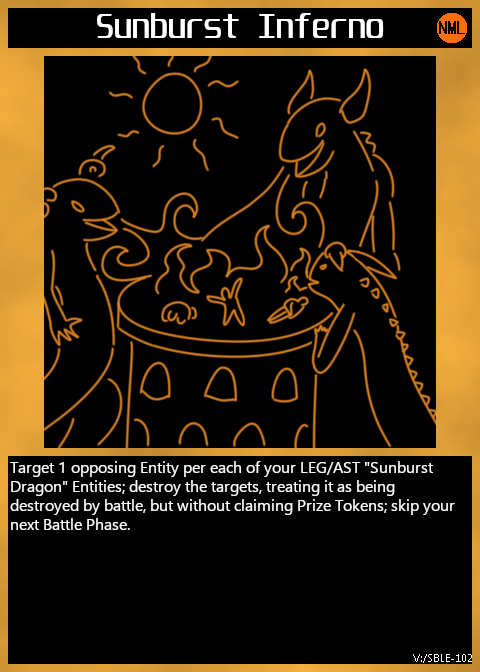 Sunburst Inferno
NML
Target 1 opposing Entity per each of your LEG/AST "Sunburst
Dragon" Entities; destroy the targets, treating it as being
destroyed by battle, but without claiming Prize Tokens; skip your
next Battle Phase.
V:/SBLE-102